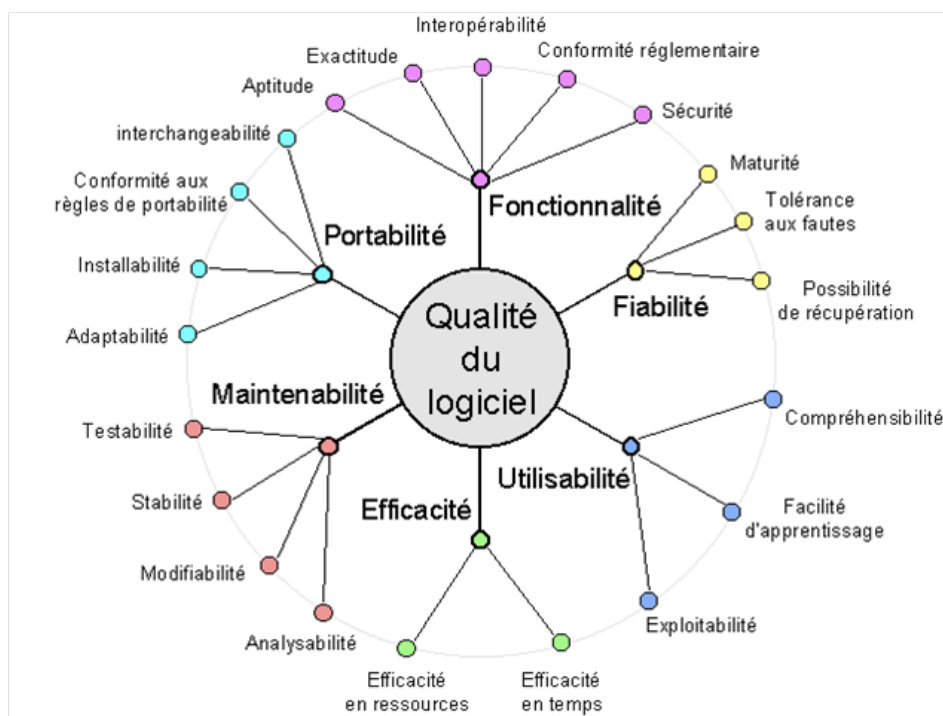 Interopérabilité
Exactitude
Conformité réglementaire
Aptitude
Sécurité
interchangeabilité
Maturité
Conformité aux
règles de portabilité
Tolérance
aux fautes
Fonctionnalité
Portabilité
Installabilité
Possibilité
de récupération
Fiabilité
Adaptabilité
Qualité
du
logiciel
Maintenabilité
Compréhensibilité
Testabilité
Utilisabilité
Efficacité
Stabilité
Facilité
d'apprentissage
Modifiabilité
Exploitabilité
Analysabilité
Efficacité
en ressources
Efficacité
en temps